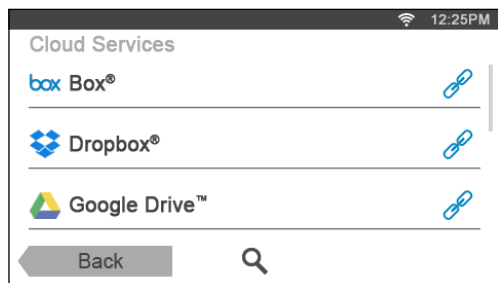 12:25PM
Cloud Services
box Box®
Dropbox®
Google Drive™
Back